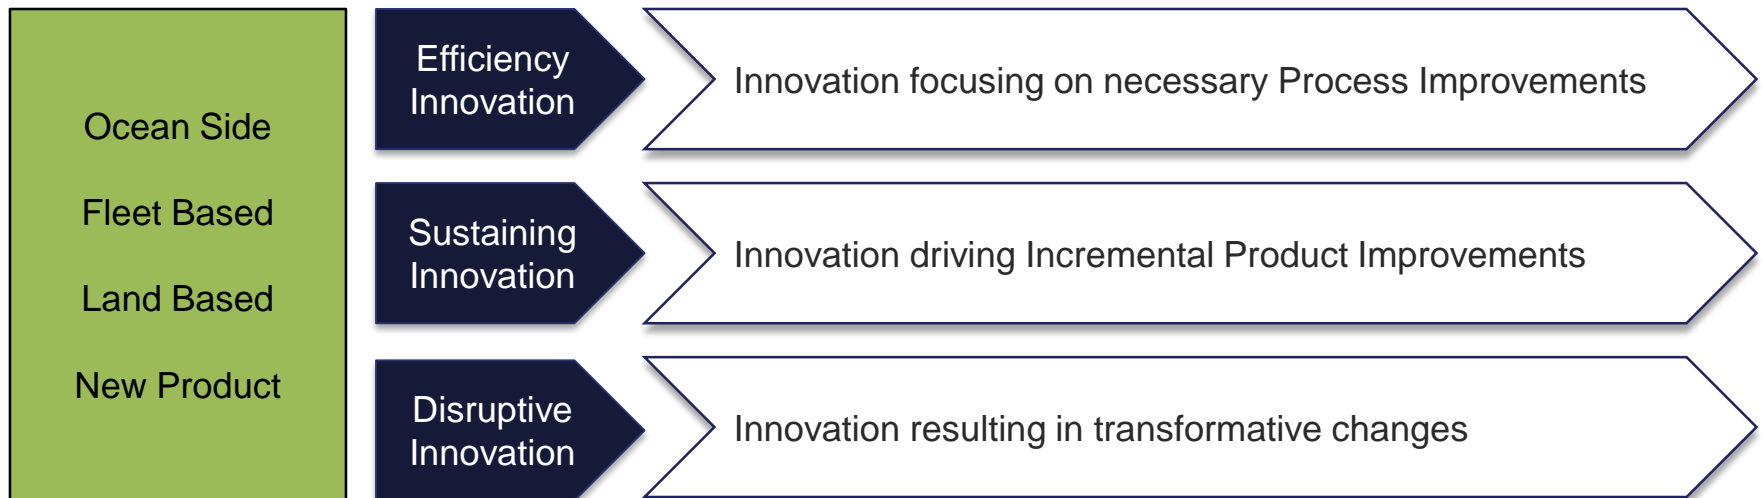 Ocean Side
Fleet Based
Land Based
New Product
Efficiency
Innovation
Innovation focusing on necessary Process Improvements
Sustaining
Innovation
Innovation driving Incremental Product Improvements
Disruptive
Innovation
Innovation resulting in transformative changes